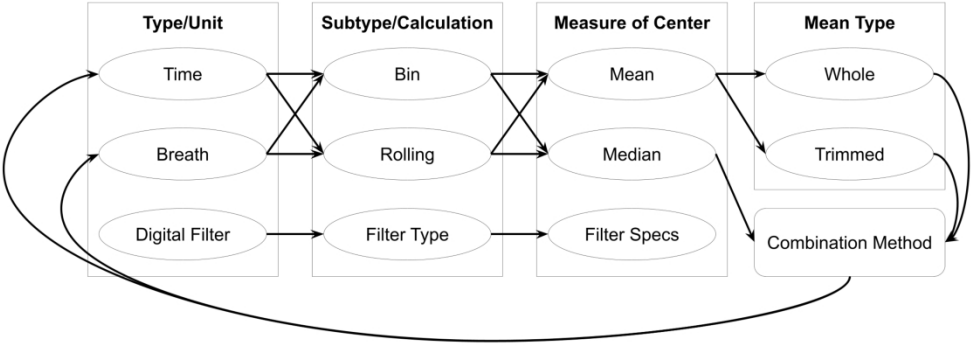 Type/Unit
Subtype/Calculation
Measure of Center
Mean Type
Time
Bin
Mean
Whole
Breath
Rolling
Median
Trimmed
Digital Filter
Filter Type
Filter Specs
Combination Method